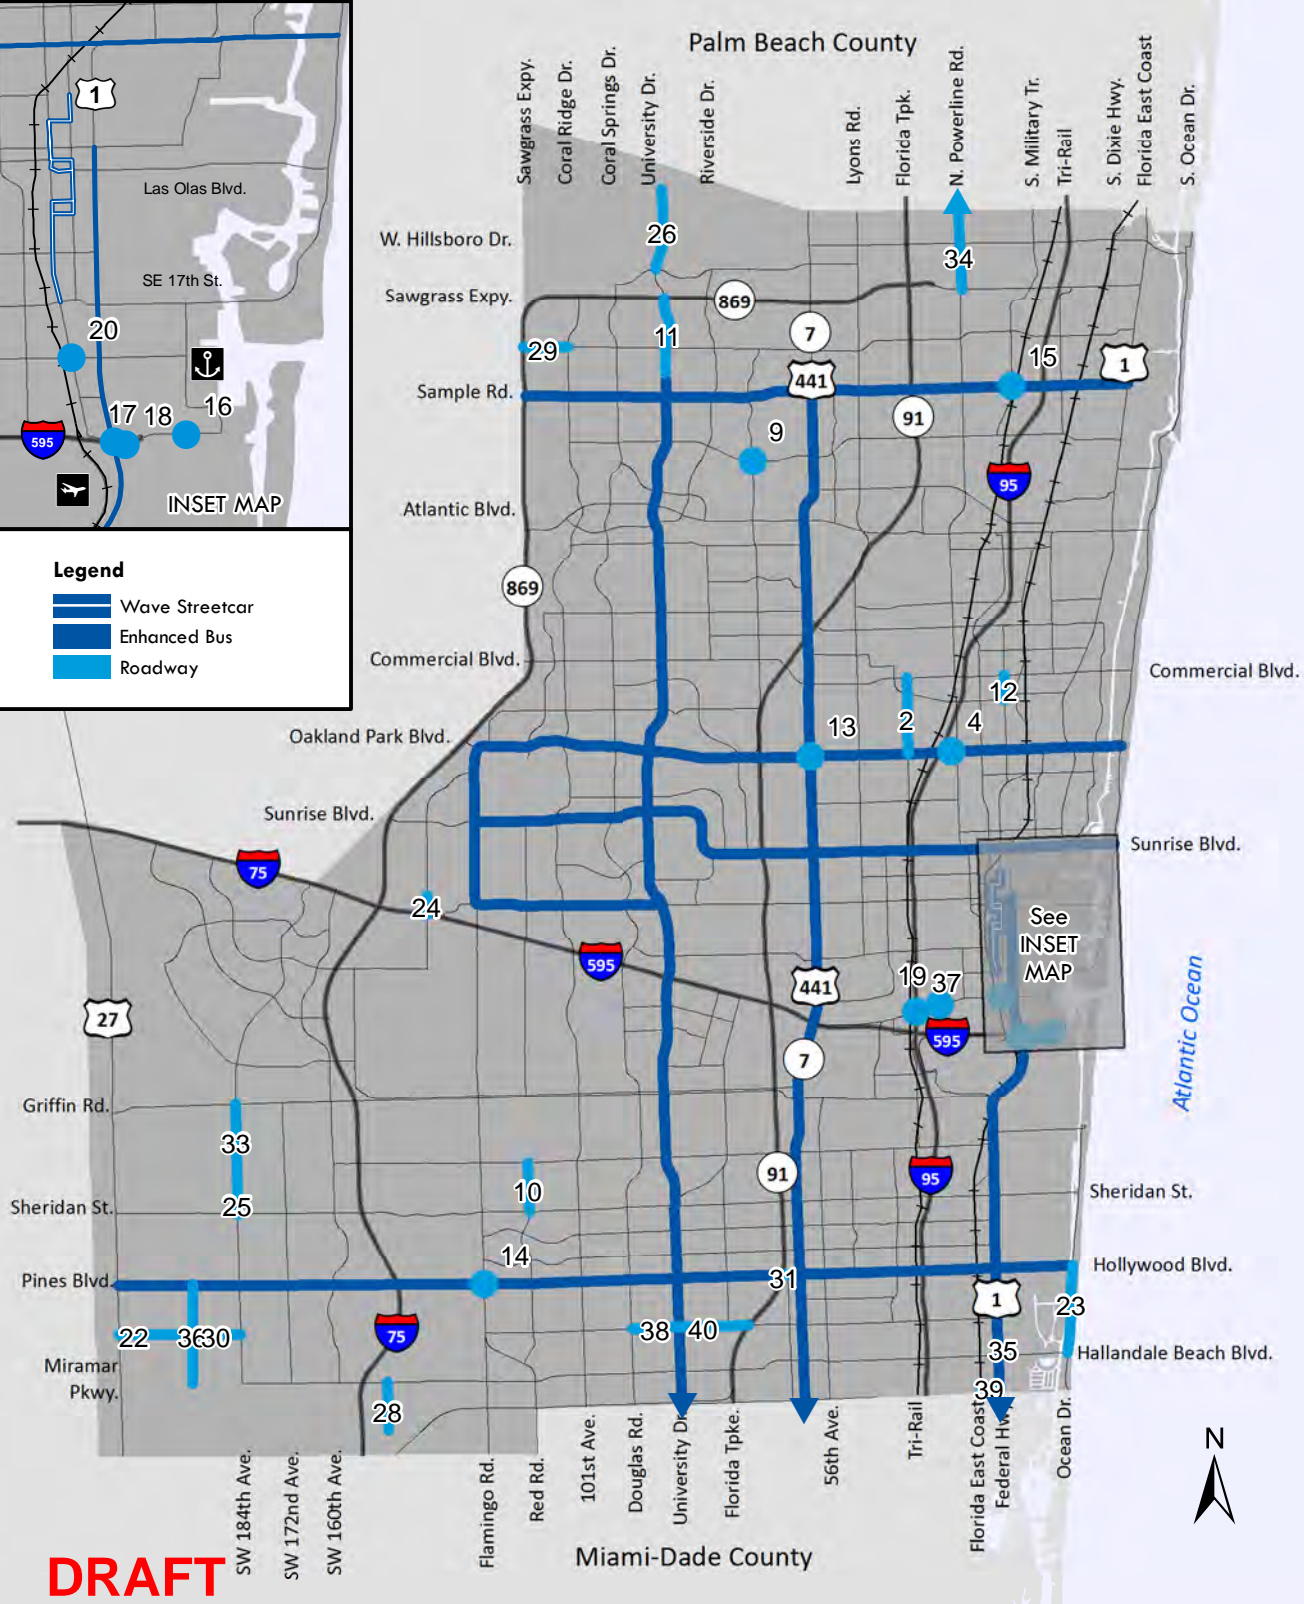 Palm Beach County
Sawgrass Expy.
Coral Ridge Dr.
Coral Springs Dr.
University Dr.
Riverside Dr.
Lyons Rd.
Florida Tpk.
N. Powerline Rd.
S. Military Tr.
Tri-Rail
S. Dixie Hwy.
Florida East Coast
S. Ocean Dr.
1
Las Olas Blvd.
SE 17th St.
20
17
18
16
595
INSET MAP
Legend
Wave Streetcar
Enhanced Bus
Roadway
W. Hillsboro Dr.
26
34
Sawgrass Expy.
869
7
11
29
15
1
441
Sample Rd.
91
9
95
Atlantic Blvd.
869
Commercial Blvd.
Commercial Blvd.
12
2
4
13
Oakland Park Blvd.
Sunrise Blvd.
Sunrise Blvd.
75
24
See
INSET
MAP
595
441
19
37
27
595
7
Atlantic Ocean
Griffin Rd.
33
91
95
10
Sheridan St.
25
Sheridan St.
14
Hollywood Blvd.
Pines Blvd.
31
1
23
22
36
30
75
38
40
35
Hallandale Beach Blvd.
Miramar
Pkwy.
39
28
SW 184th Ave.
SW 172nd Ave.
SW 160th Ave.
Flamingo Rd.
Red Rd.
101st Ave.
Douglas Rd.
University Dr.
Florida Tpke.
56th Ave.
Tri-Rail
Florida East Coast
Federal Hwy.
Ocean Dr.
N
Miami-Dade County
DRAFT